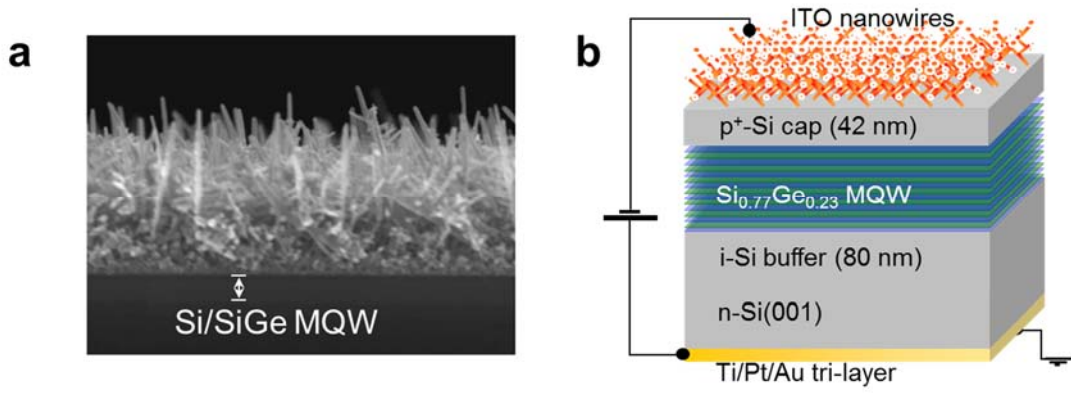 a
Si/SiGe MQW
b
ITO nanowires
p⁺-Si cap (42 nm)
Si₀.₇₇Ge₀.₂₃ MQW
i-Si buffer (80 nm)
n-Si(001)
Ti/Pt/Au tri-layer